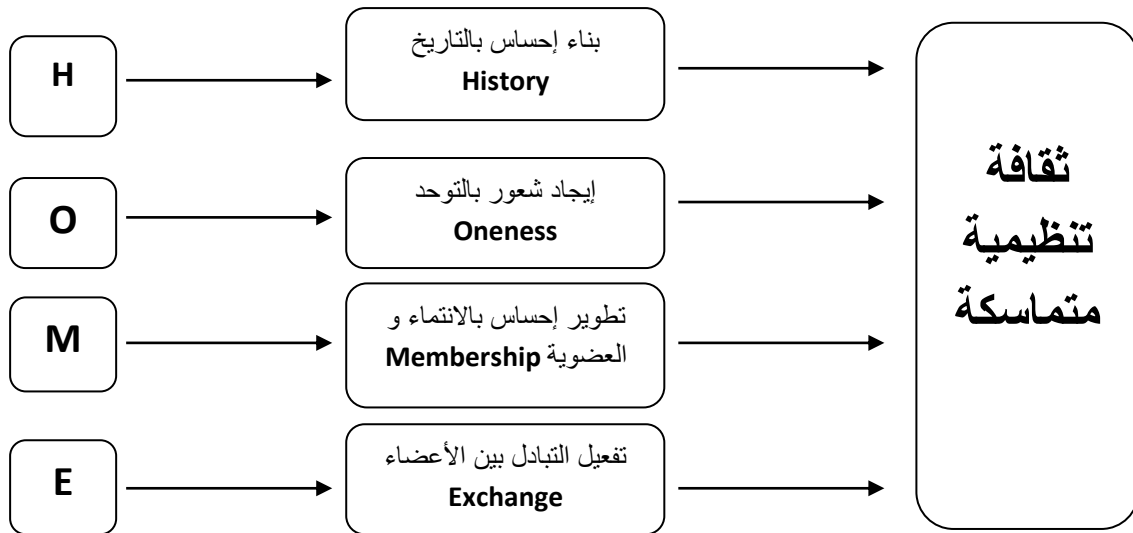 H
بناء إحساس بالتاريخ
History
O
إيجاد شعور بالتوحد
Oneness
M
تطوير إحساس بالانتماء و
العضوية Membership
E
تفعيل التبادل بين الأعضاء
Exchange
ثقافة
تنظيمية
متماسكة